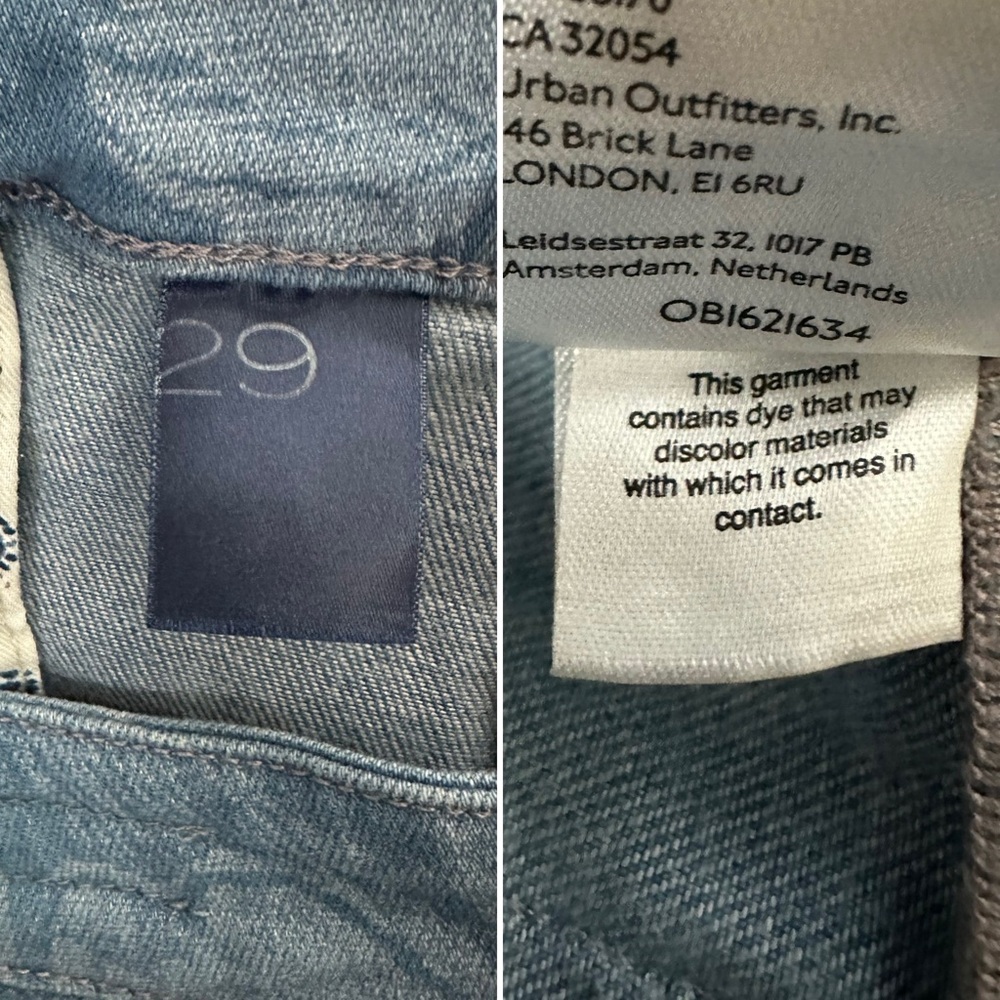 29
CA 32054
Urban Outfitters, Inc.
46 Brick Lane
LONDON, E1 6RU
Leidsestraat 32, 1017 PB
Amsterdam, Netherlands
OB1621634
This garment
contains dye that may
discolor materials
with which it comes in
contact.